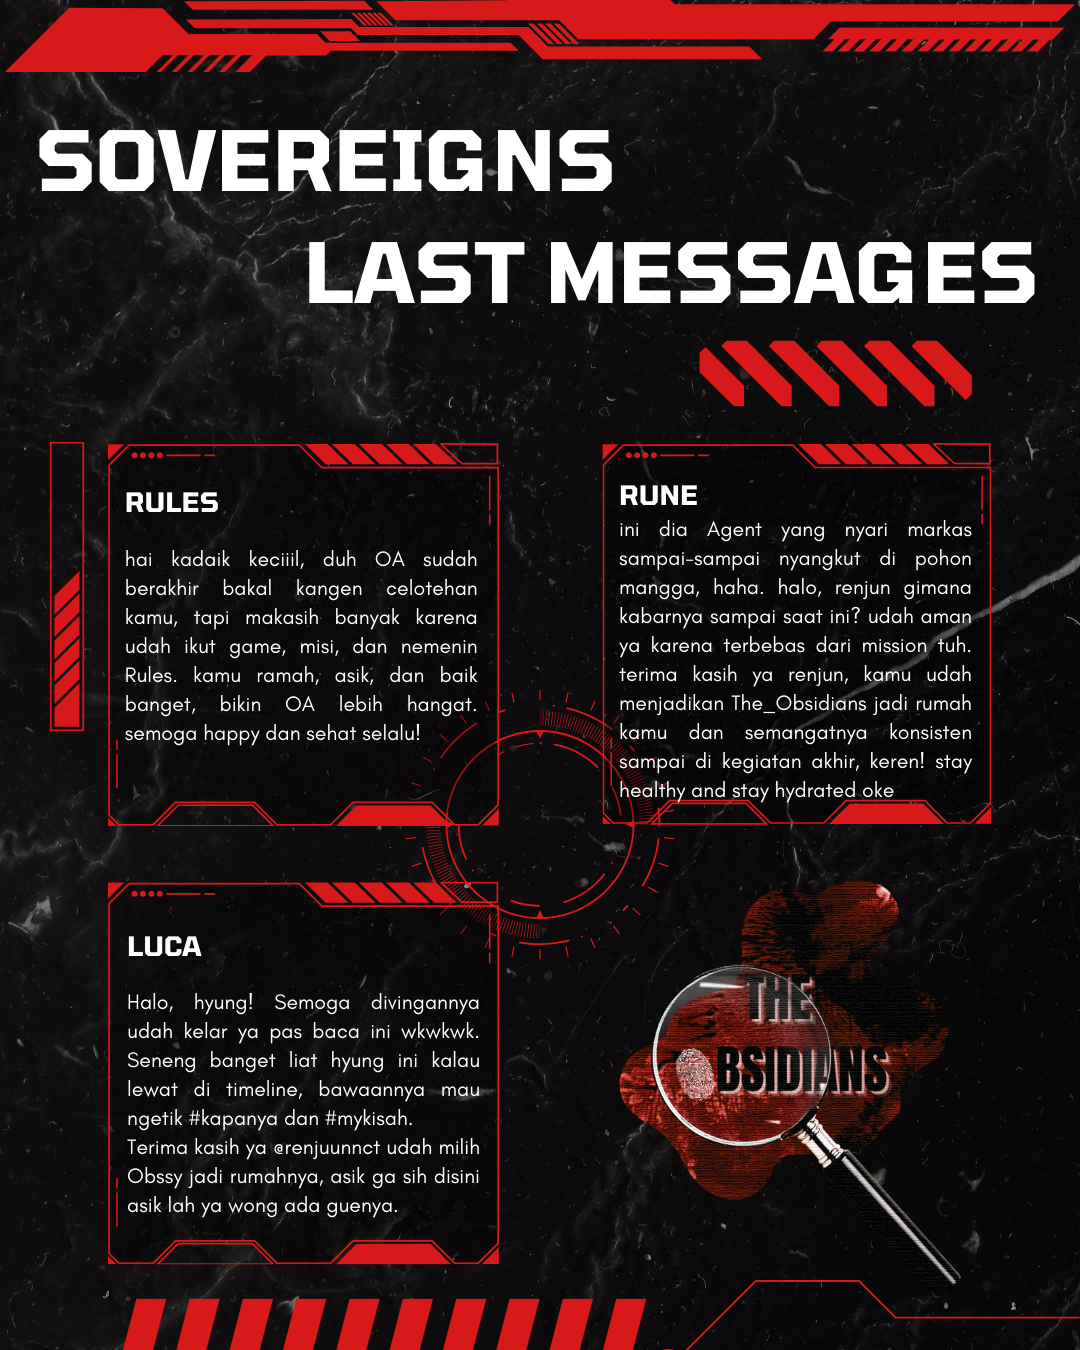 SOVEREIGNS
LAST MESSAGES
RULES
hai kadaik keciiil, duh OA sudah
berakhir bakal kangen celotehan
kamu, tapi makasih banyak karena
udah ikut game, misi, dan nemenin
Rules. kamu ramah, asik, dan baik
banget, bikin OA lebih hangat.
semoga happy dan sehat selalu!
RUNE
ini dia Agent yang nyari markas
sampai-sampai nyangkut di pohon
mangga, haha. halo, renjun gimana
kabarnya sampai saat ini? udah aman
ya karena terbebas dari mission tuh.
terima kasih ya renjun, kamu udah
menjadikan The_Obsidians jadi rumah
kamu dan semangatnya konsisten
sampai di kegiatan akhir, keren! stay
healthy and stay hydrated oke
LUCA
Halo, hyung! Semoga divingannya
udah kelar ya pas baca ini wkwkwk.
Seneng banget liat hyung ini kalau
lewat di timeline, bawaannya mau
ngetik #kapanya dan #mykisah.
Terima kasih ya @renjuunnct udah milih
Obssy jadi rumahnya, asik ga sih disini
asik lah ya wong ada guenya.
THE
BSIDIANS